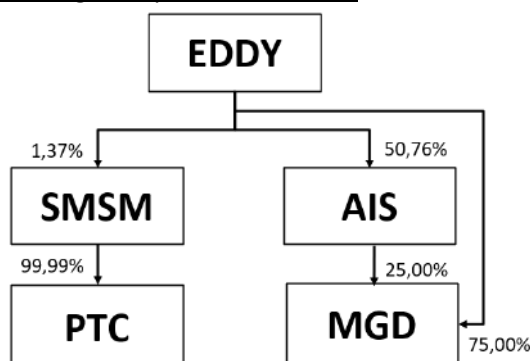 EDDY
1,37%
50,76%
SMSM
AIS
99,99%
25,00%
PTC
MGD
75,00%